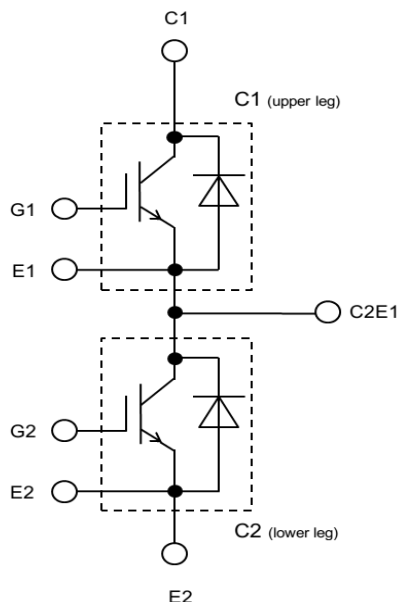 C1
C1 (upper leg)
G1
E1
C2E1
G2
E2
C2 (lower leg)
E2